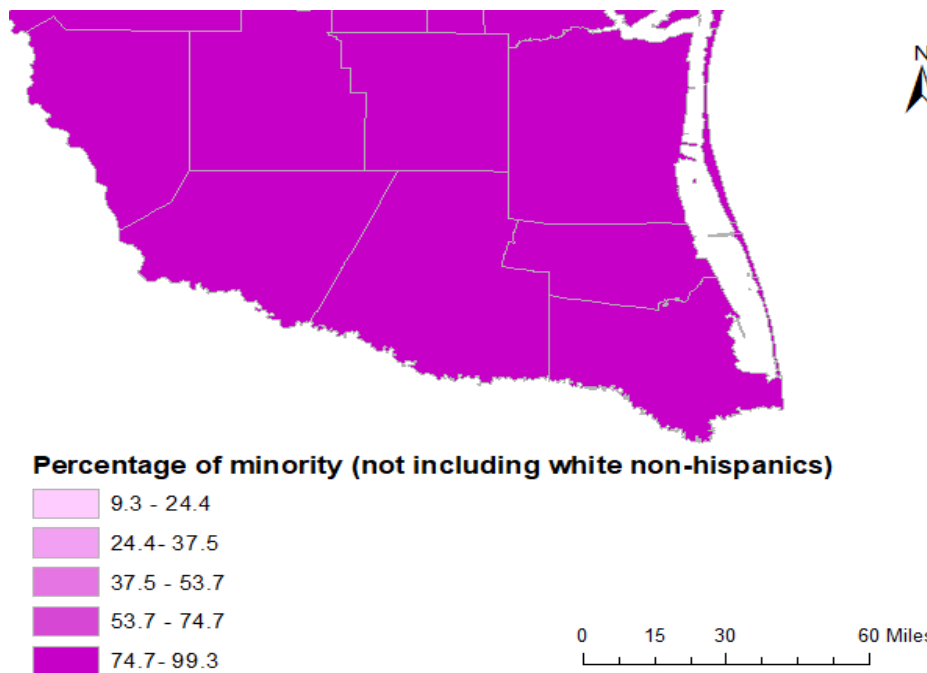 N
Percentage of minority (not including white non-hispanics)
9.3 - 24.4
24.4- 37.5
37.5 - 53.7
53.7 - 74.7
74.7- 99.3
0 15 30 60 Miles